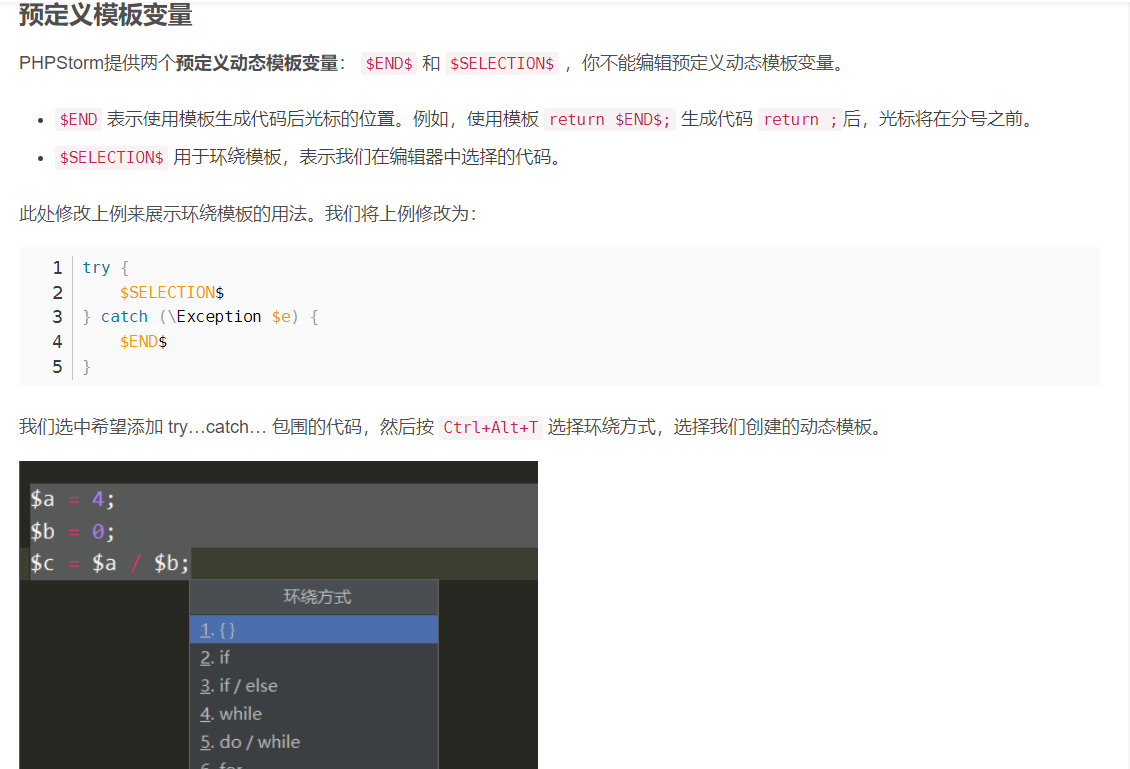 预定义模板变量
PHPStorm提供两个预定义动态模板变量： $END$ 和 $SELECTION$ ，你不能编辑预定义动态模板变量。
• $END 表示使用模板生成代码后光标的位置。例如，使用模板 return $END$; 生成代码 return ; 后，光标将在分号之前。
• $SELECTION$ 用于环绕模板，表示我们在编辑器中选择的代码。
此处修改上例来展示环绕模板的用法。我们将上例修改为：
1 try {
2 $SELECTION$
3 } catch (\Exception $e) {
4 $END$
5 }
我们选中希望添加 try…catch… 包围的代码，然后按 Ctrl+Alt+T 选择环绕方式，选择我们创建的动态模板。
$a = 4;
$b = 0;
$c = $a / $b;
环绕方式
1. { }
2. if
3. if / else
4. while
5. do / while
6. for